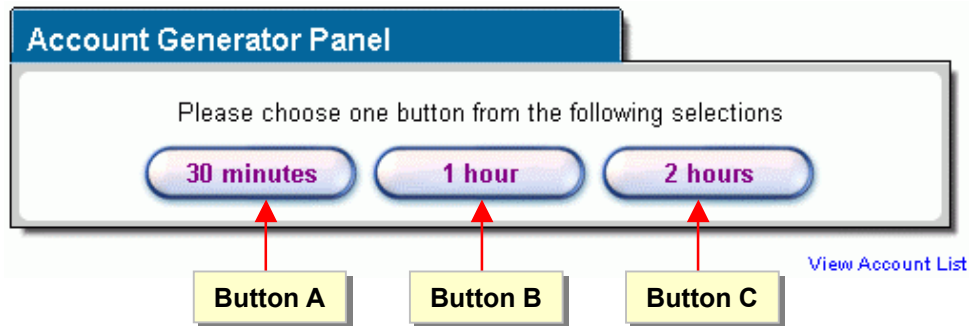 Account Generator Panel
Please choose one button from the following selections
30 minutes 1 hour 2 hours
View Account List
Button A Button B Button C